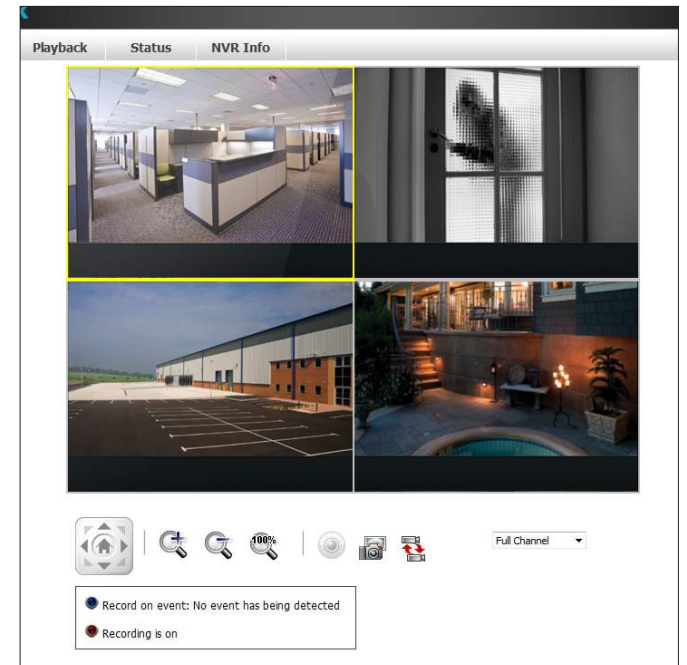 Playback Status NVR Info
100%
Full Channel
Record on event: No event has being detected
Recording is on